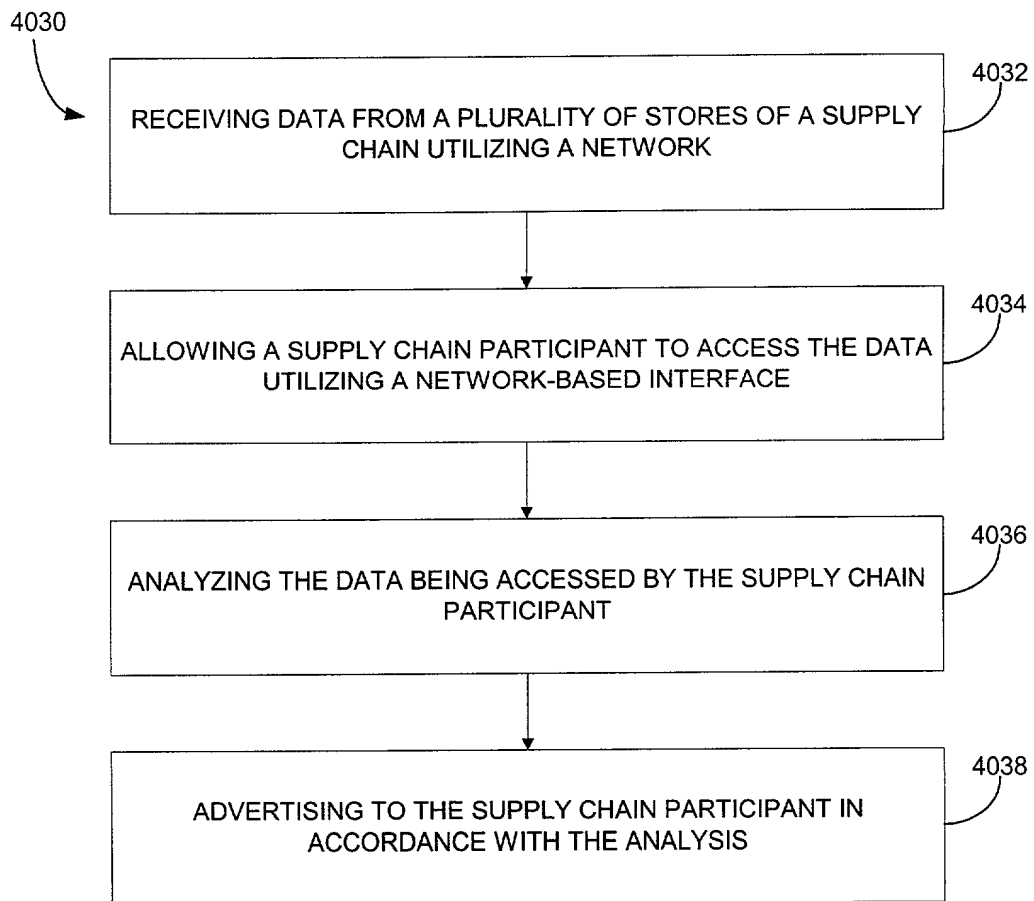 4030
4032
RECEIVING DATA FROM A PLURALITY OF STORES OF A SUPPLY
CHAIN UTILIZING A NETWORK
4034
ALLOWING A SUPPLY CHAIN PARTICIPANT TO ACCESS THE DATA
UTILIZING A NETWORK-BASED INTERFACE
4036
ANALYZING THE DATA BEING ACCESSED BY THE SUPPLY CHAIN
PARTICIPANT
4038
ADVERTISING TO THE SUPPLY CHAIN PARTICIPANT IN
ACCORDANCE WITH THE ANALYSIS